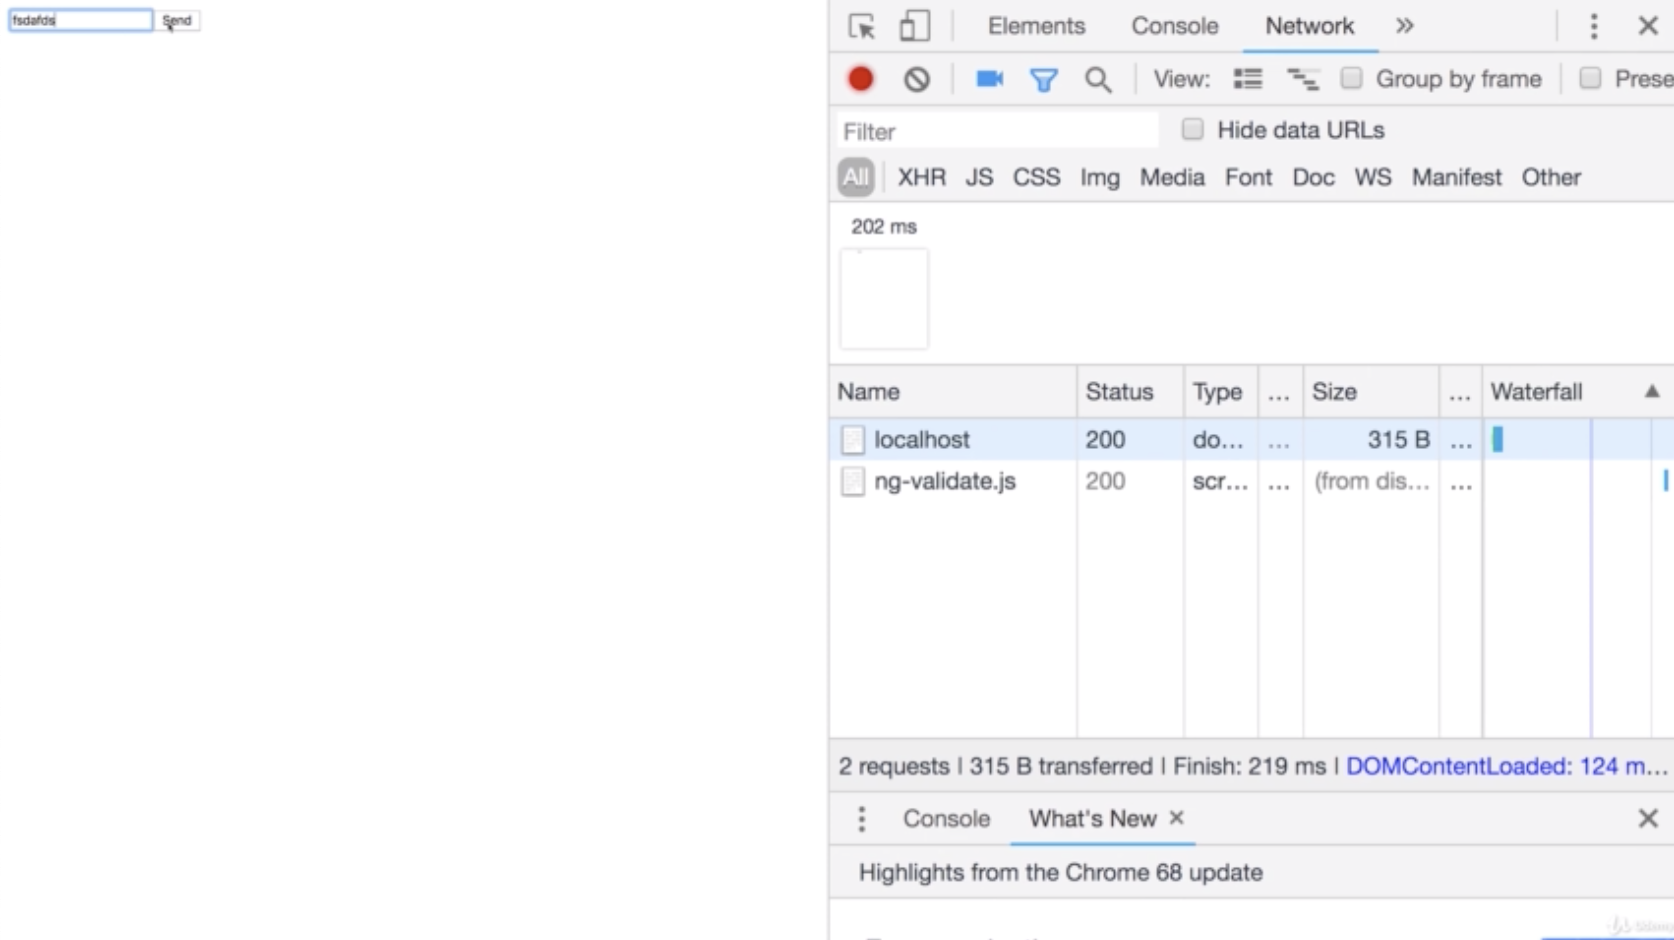 fsdafds Send
Elements Console Network
View: Group by frame Prese
Filter Hide data URLs
All XHR JS CSS Img Media Font Doc WS Manifest Other
202 ms
Name Status Type ... Size ... Waterfall ▲
localhost 200 do... ... 315 B ...
ng-validate.js 200 scr... ... (from dis... ...
2 requests | 315 B transferred | Finish: 219 ms | DOMContentLoaded: 124 m...
Console What's New ×
Highlights from the Chrome 68 update